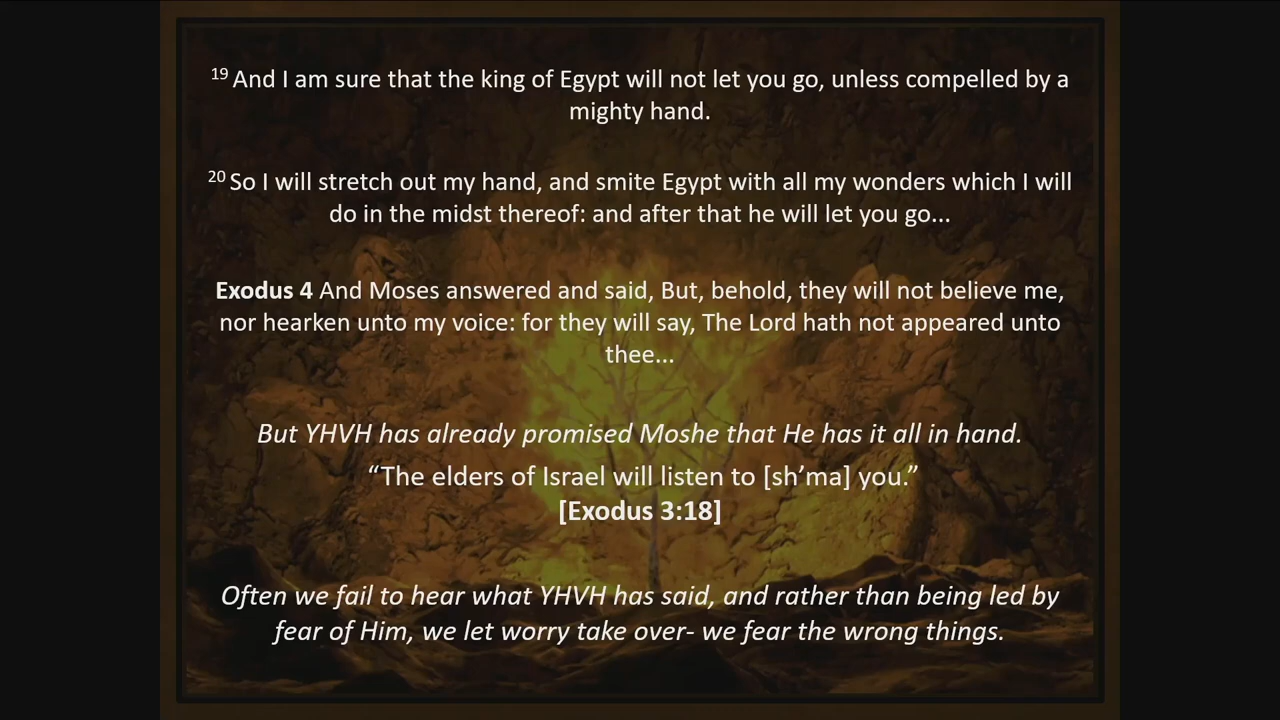 19 And I am sure that the king of Egypt will not let you go, unless compelled by a
mighty hand.
20 So I will stretch out my hand, and smite Egypt with all my wonders which I will
do in the midst thereof: and after that he will let you go...
Exodus 4 And Moses answered and said, But, behold, they will not believe me,
nor hearken unto my voice: for they will say, The Lord hath not appeared unto
thee...
But YHVH has already promised Moshe that He has it all in hand.
“The elders of Israel will listen to [sh’ma] you.”
[Exodus 3:18]
Often we fail to hear what YHVH has said, and rather than being led by
fear of Him, we let worry take over- we fear the wrong things.